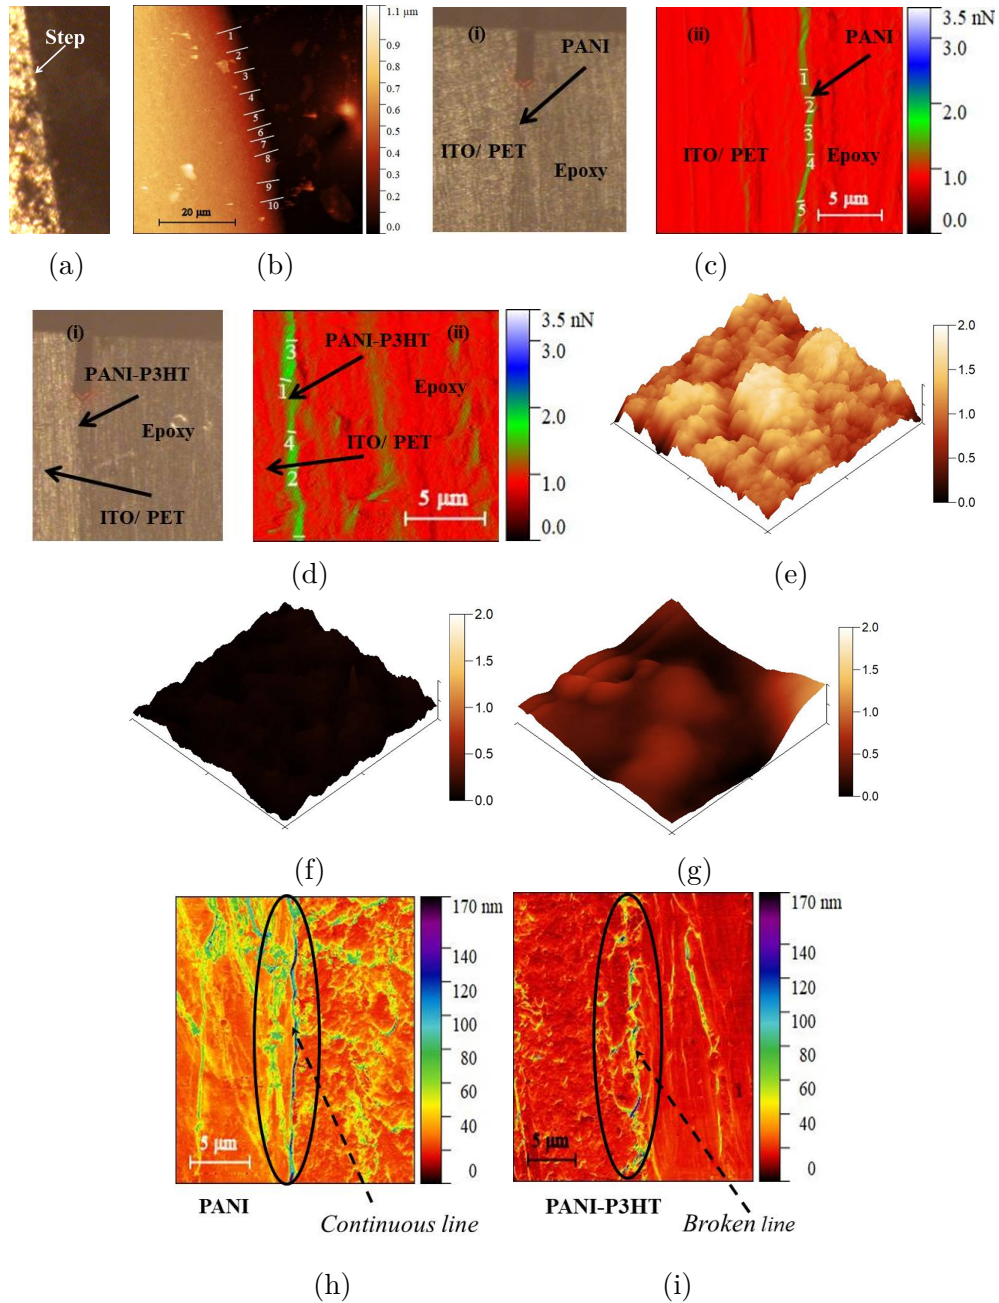 Step
1
2
3
4
5
6
7
8
9
10
20 μm
1.1 μm
0.9
0.8
0.7
0.6
0.5
0.4
0.3
0.2
0.0
(i)
PANI
ITO/ PET
Epoxy
(ii)
PANI
1
2
3
4
5
ITO/ PET
Epoxy
5 μm
3.5 nN
3.0
2.0
1.0
0.0
(a)
(b)
(c)
(i)
PANI-P3HT
Epoxy
ITO/ PET
(ii)
3
PANI-P3HT
1
Epoxy
4
ITO/ PET
2
5 μm
3.5 nN
3.0
2.0
1.0
0.0
2.0
1.5
1.0
0.5
0.0
(d)
(e)
2.0
1.5
1.0
0.5
0.0
2.0
1.5
1.0
0.5
0.0
(f)
(g)
5 μm
170 nm
140
120
100
80
60
40
20
0
PANI
Continuous line
5 μm
170 nm
140
120
100
80
60
40
20
0
PANI-P3HT
Broken line
(h)
(i)